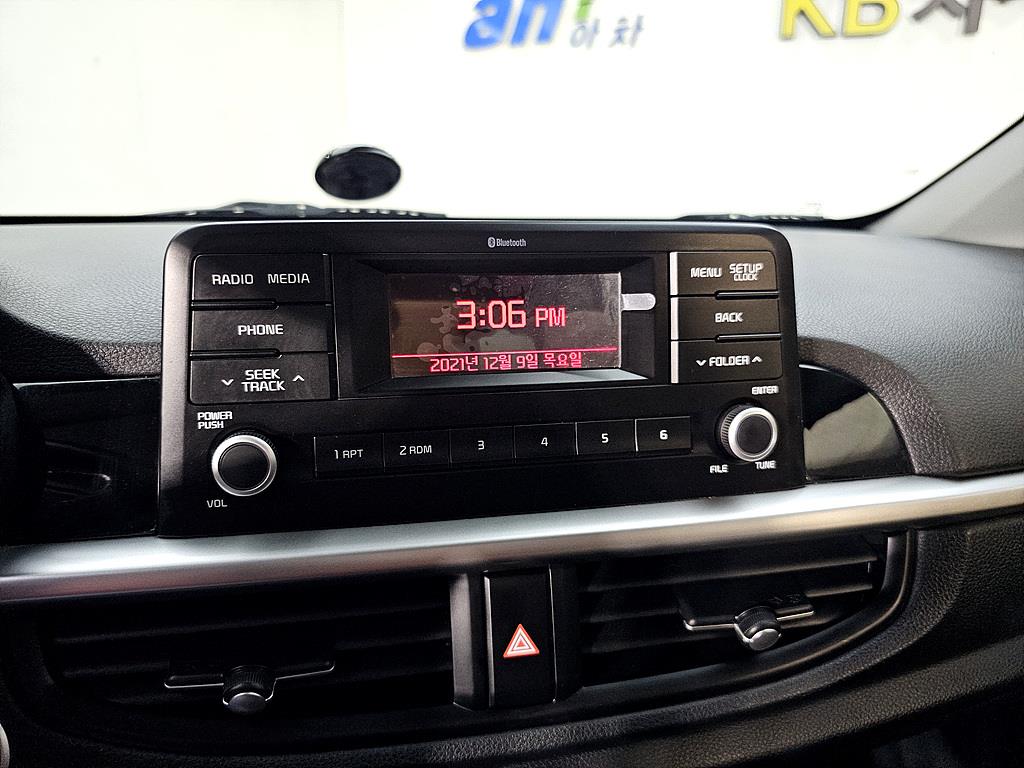 an
아 차
KB 차
Bluetooth
RADIO MEDIA
MENU SETUP
CLOCK
3:06 PM
PHONE
BACK
2021년 12월 9일 목요일
SEEK
TRACK
FOLDER
ENTER
POWER
PUSH
1 RPT 2 RDM 3 4 5 6
FILE TUNE
VOL